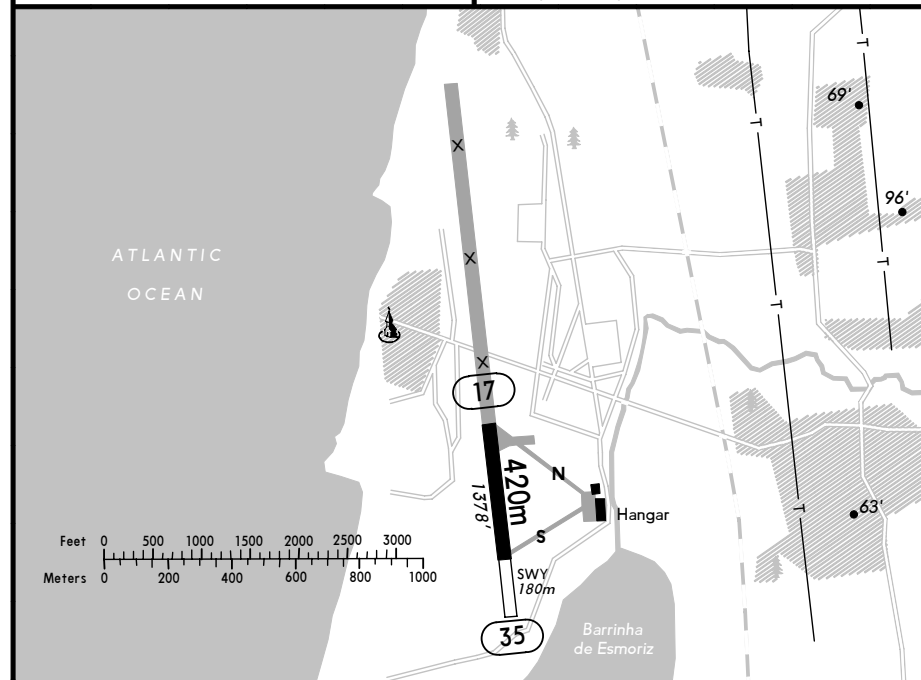 69'
96'
ATLANTIC
OCEAN
17
420m
1378'
N
S
63'
Hangar
Feet 0 500 1000 1500 2000 2500 3000
Meters 0 200 400 600 800 1000
SWY
180m
35
Barrinha
de Esmoriz
T
T
T
T
T
X
X
X